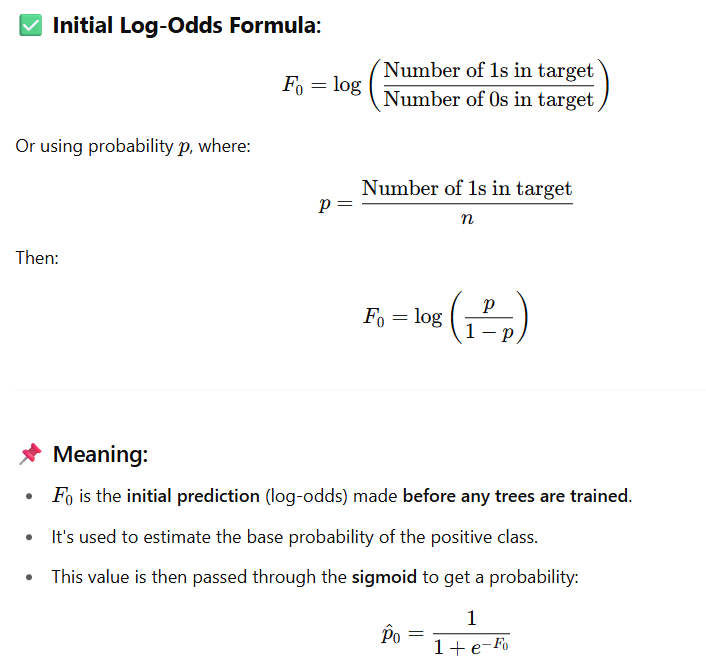 ✅ Initial Log-Odds Formula:
F₀ = log(Number of 1s in target / Number of 0s in target)
Or using probability p, where:
p = Number of 1s in target / n
Then:
F₀ = log(p / 1 − p)
📌 Meaning:
• F₀ is the initial prediction (log-odds) made before any trees are trained.
• It's used to estimate the base probability of the positive class.
• This value is then passed through the sigmoid to get a probability:
p̂₀ = 1 / 1 + e^−F₀